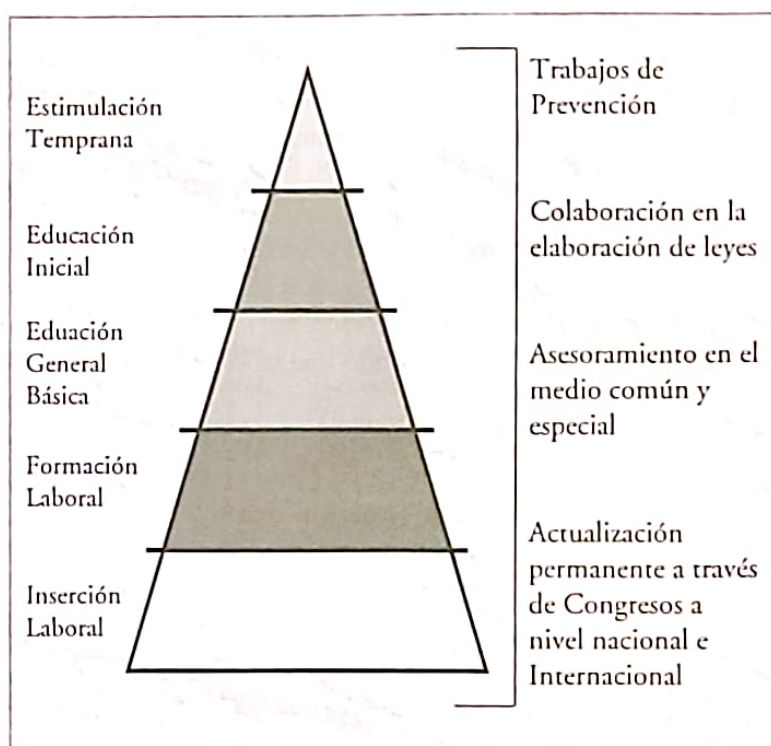 Estimulación
Temprana
Educación
Inicial
Eduación
General
Básica
Formación
Laboral
Inserción
Laboral
Trabajos de
Prevención
Colaboración en la
elaboración de leyes
Asesoramiento en el
medio común y
especial
Actualización
permanente a través
de Congresos a
nivel nacional e
Internacional